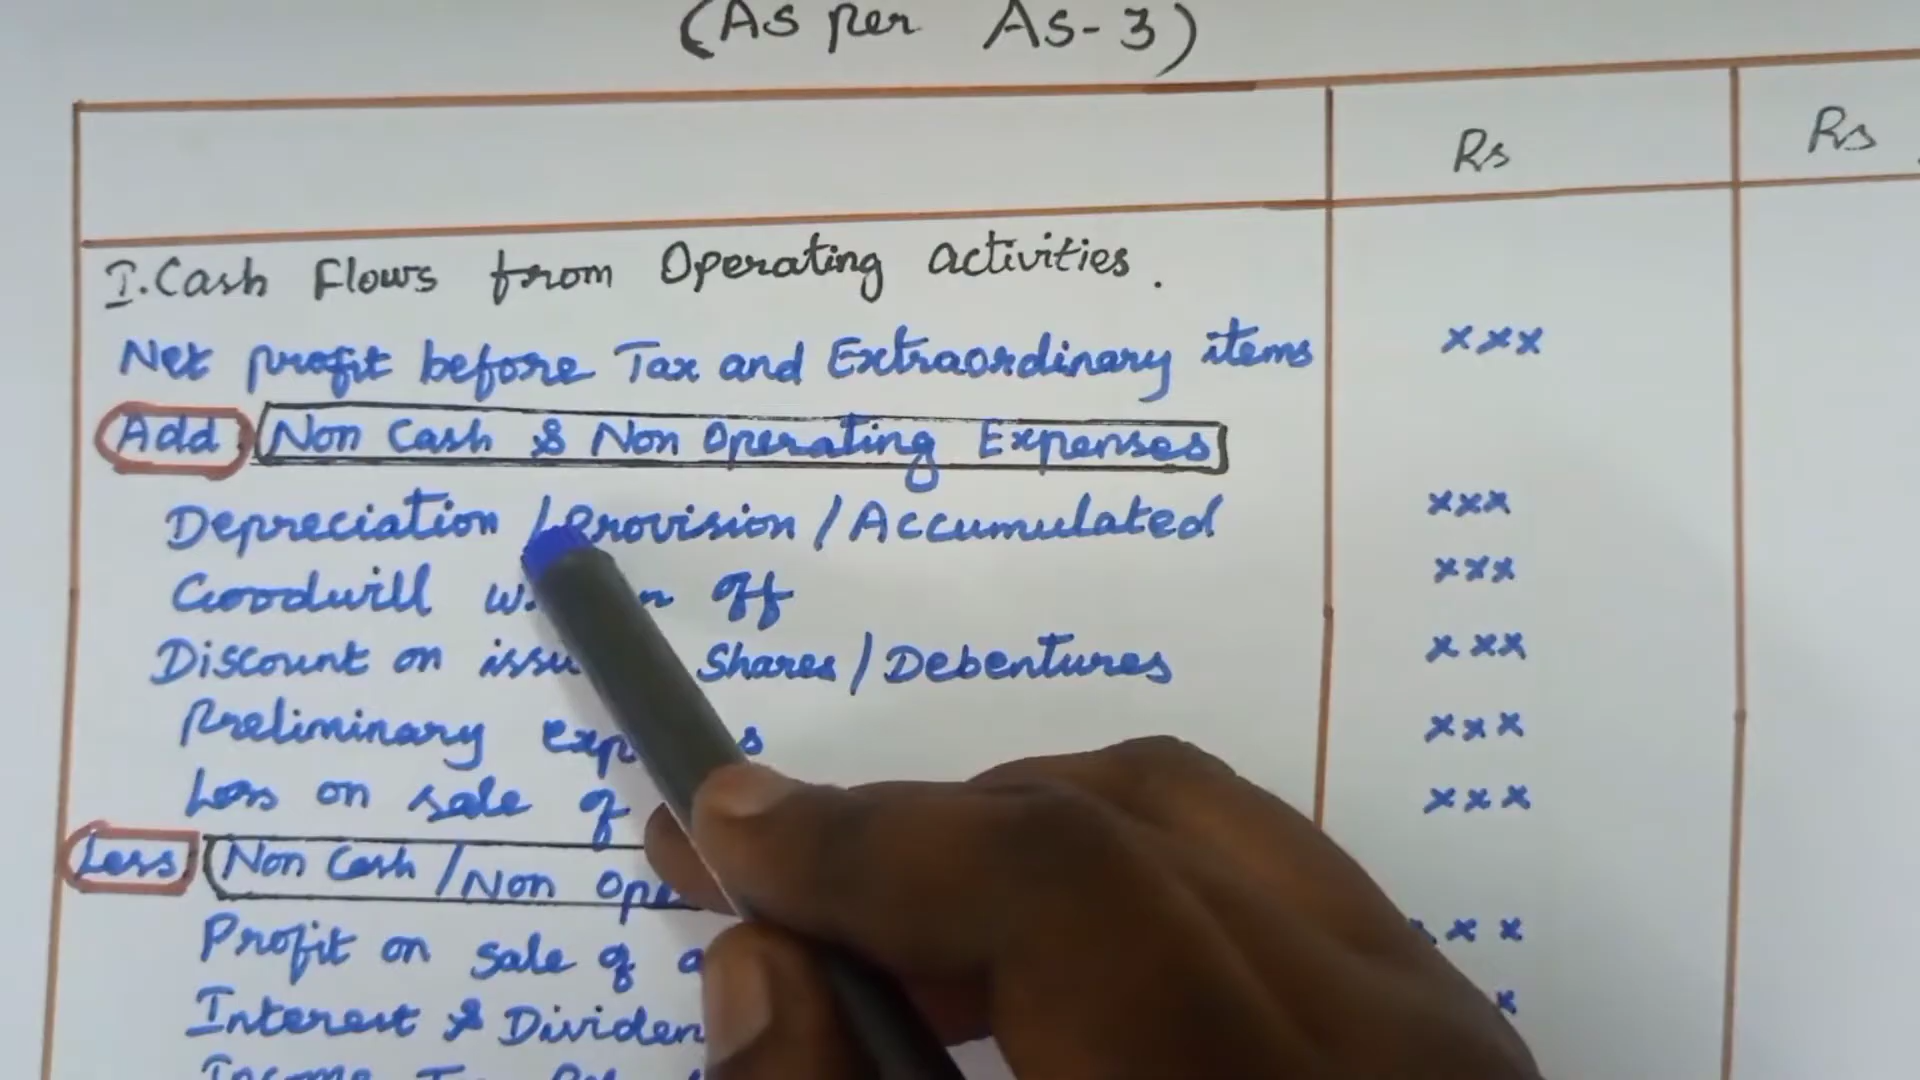 (As per As-3)
Rs Rs
I. Cash Flows from Operating activities.
Net profit before Tax and Extraordinary items xxx
Add Non Cash & Non Operating Expenses
Depreciation / Provision / Accumulated xxx
Goodwill off xxx
Discount on Shares / Debentures xxx
Preliminary xxx
Loss on sale of xxx
Less Non Cash / Non
Profit on sale of x x
Interest & x
Income